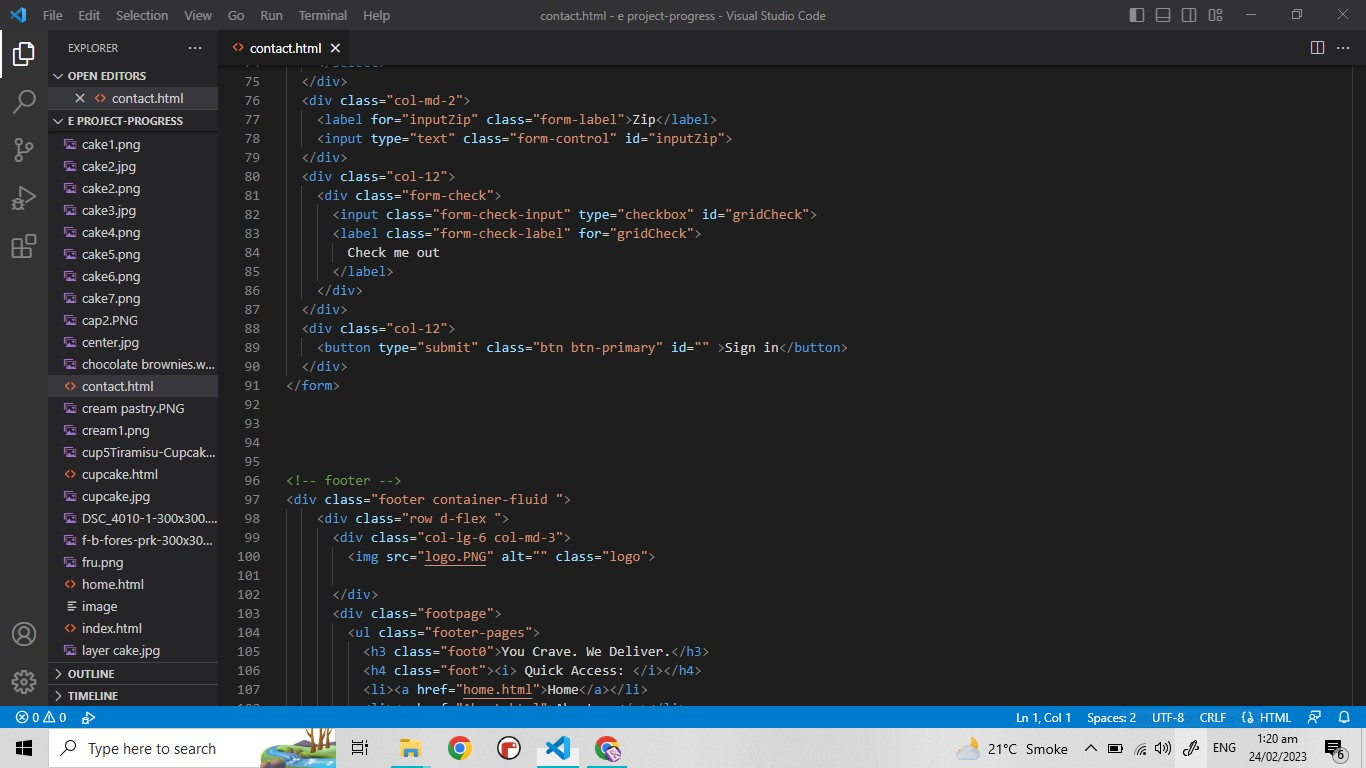 File Edit Selection View Go Run Terminal Help contact.html - e project-progress - Visual Studio Code
EXPLORER
OPEN EDITORS
contact.html
E PROJECT-PROGRESS
cake1.png
cake2.jpg
cake2.png
cake3.jpg
cake4.png
cake5.png
cake6.png
cake7.png
cap2.PNG
center.jpg
chocolate brownies.w...
contact.html
cream pastry.PNG
cream1.png
cup5Tiramisu-Cupcak...
cupcake.html
cupcake.jpg
DSC_4010-1-300x300....
f-b-fores-prk-300x30...
fru.png
home.html
image
index.html
layer cake.jpg
OUTLINE
TIMELINE
contact.html
75 </div>
76 <div class="col-md-2">
77 <label for="inputZip" class="form-label">Zip</label>
78 <input type="text" class="form-control" id="inputZip">
79 </div>
80 <div class="col-12">
81 <div class="form-check">
82 <input class="form-check-input" type="checkbox" id="gridCheck">
83 <label class="form-check-label" for="gridCheck">
84 Check me out
85 </label>
86 </div>
87 </div>
88 <div class="col-12">
89 <button type="submit" class="btn btn-primary" id="" >Sign in</button>
90 </div>
91 </form>
92
93
94
95
96 <!-- footer -->
97 <div class="footer container-fluid ">
98 <div class="row d-flex ">
99 <div class="col-lg-6 col-md-3">
100 <img src="logo.PNG" alt="" class="logo">
101
102 </div>
103 <div class="footpage">
104 <ul class="footer-pages">
105 <h3 class="foot0">You Crave. We Deliver.</h3>
106 <h4 class="foot"><i> Quick Access: </i></h4>
107 <li><a href="home.html">Home</a></li>
0 0 Ln 1, Col 1 Spaces: 2 UTF-8 CRLF HTML
Type here to search 21°C Smoke ENG 1:20 am
24/02/2023 6